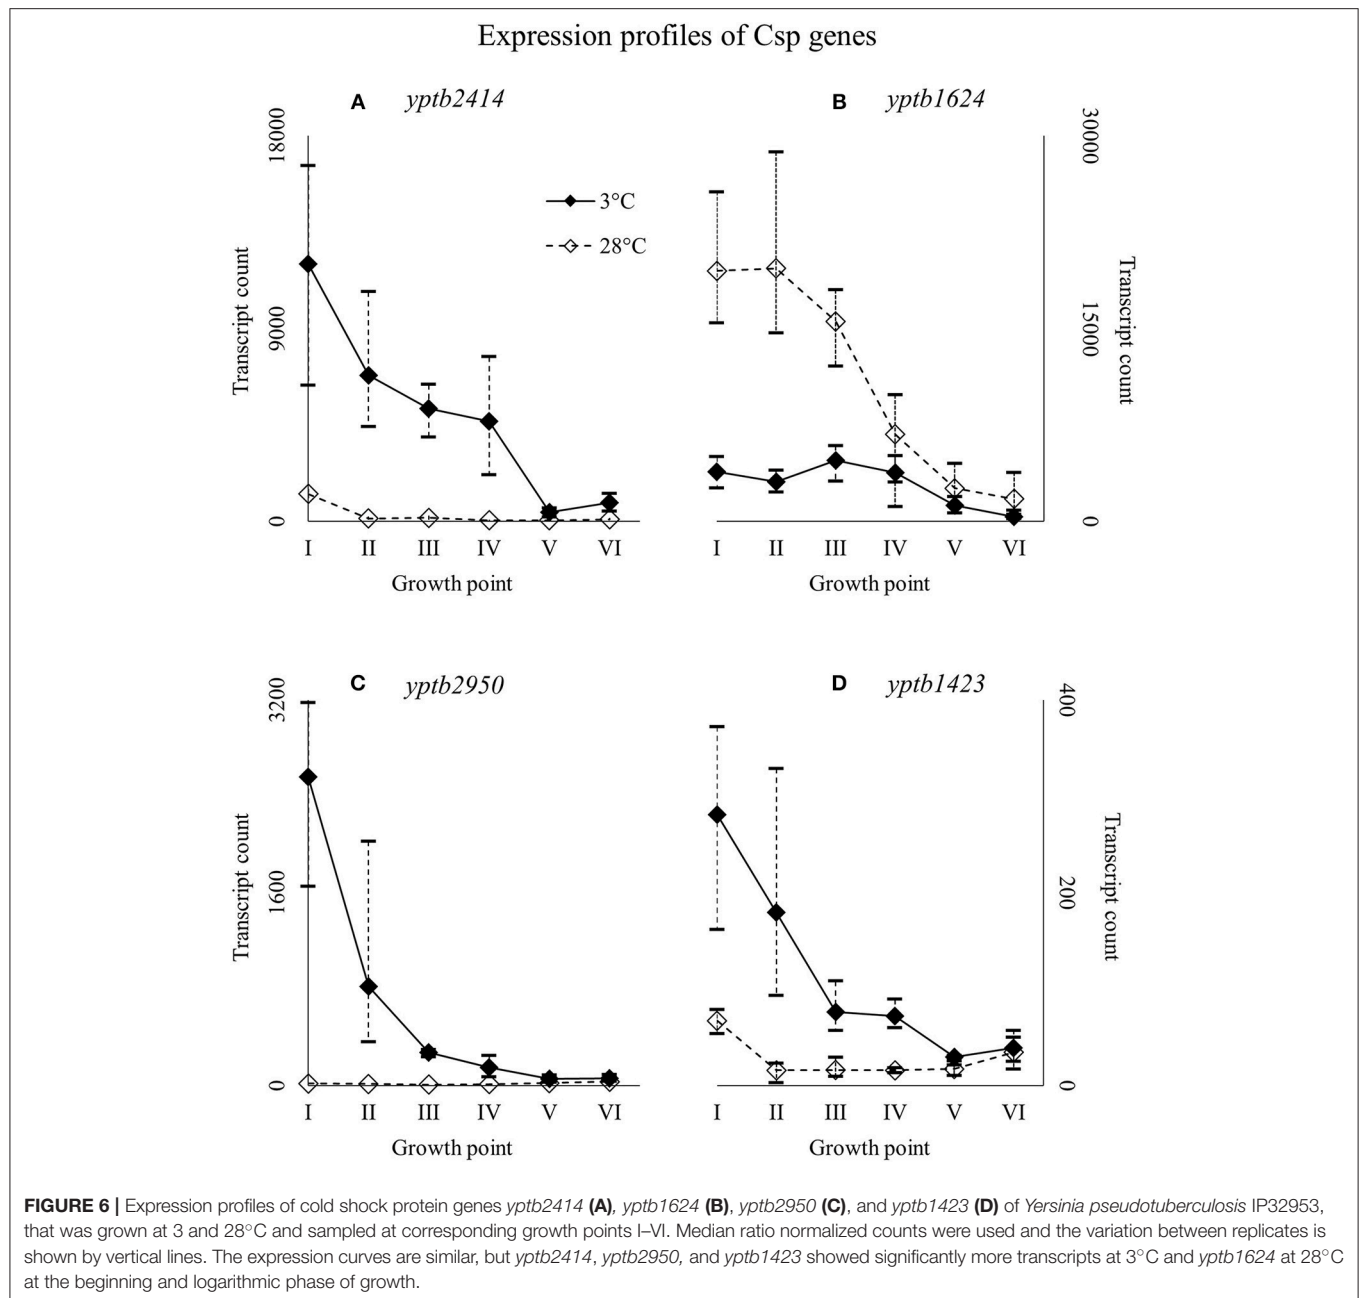 Expression profiles of Csp genes
A yptb2414
18000
9000
0
Transcript count
I II III IV V VI
Growth point
3°C
28°C
B yptb1624
30000
15000
0
Transcript count
I II III IV V VI
Growth point
C yptb2950
3200
1600
0
Transcript count
I II III IV V VI
Growth point
D yptb1423
400
200
0
Transcript count
I II III IV V VI
Growth point
FIGURE 6 | Expression profiles of cold shock protein genes yptb2414 (A), yptb1624 (B), yptb2950 (C), and yptb1423 (D) of Yersinia pseudotuberculosis IP32953,
that was grown at 3 and 28°C and sampled at corresponding growth points I–VI. Median ratio normalized counts were used and the variation between replicates is
shown by vertical lines. The expression curves are similar, but yptb2414, yptb2950, and yptb1423 showed significantly more transcripts at 3°C and yptb1624 at 28°C
at the beginning and logarithmic phase of growth.